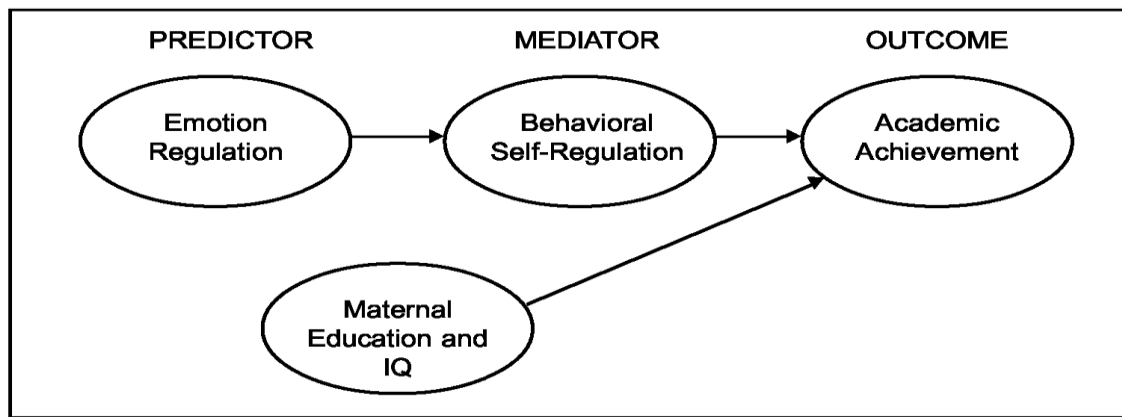 PREDICTOR
MEDIATOR
OUTCOME
Emotion
Regulation
Behavioral
Self-Regulation
Academic
Achievement
Maternal
Education and
IQ